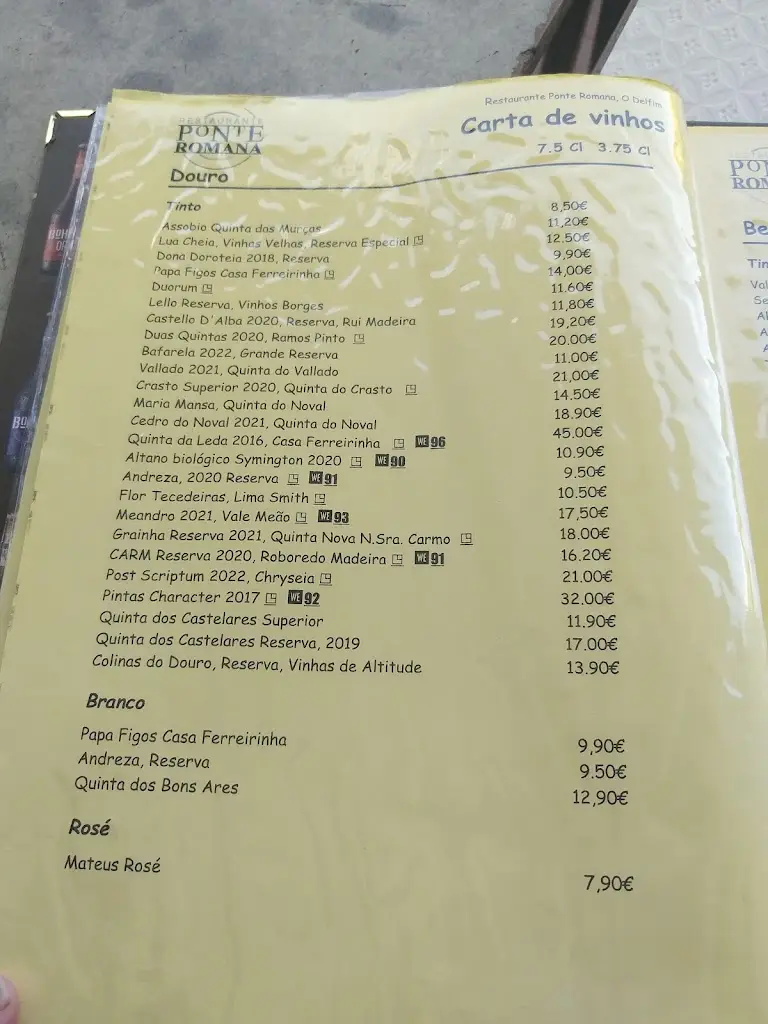 Restaurante Ponte Romana, O Delfim
RESTAURANTE
PONTE
ROMANA
Carta de vinhos
7.5 Cl 3.75 Cl
Douro
Tinto
Assobio Quinta das Murças 8,50€
Lua Cheia, Vinhas Velhas, Reserva Especial 11,20€
Dona Doroteia 2018, Reserva 12.50€
Papa Figos Casa Ferreirinha 9,90€
Duorum 14,00€
Lello Reserva, Vinhos Borges 11.60€
Castello D'Alba 2020, Reserva, Rui Madeira 11,80€
Duas Quintas 2020, Ramos Pinto 19,20€
Bafarela 2022, Grande Reserva 20.00€
Vallado 2021, Quinta do Vallado 11.00€
Crasto Superior 2020, Quinta do Crasto 21,00€
Maria Mansa, Quinta do Noval 14.50€
Cedro do Noval 2021, Quinta do Noval 18.90€
Quinta da Leda 2016, Casa Ferreirinha WE 96 45.00€
Altano biológico Symington 2020 WE 90 10.90€
Andreza, 2020 Reserva WE 91 9.50€
Flor Tecedeiras, Lima Smith 10.50€
Meandro 2021, Vale Meão WE 93 17,50€
Grainha Reserva 2021, Quinta Nova N.Sra. Carmo 18.00€
CARM Reserva 2020, Roboredo Madeira WE 91 16.20€
Post Scriptum 2022, Chryseia 21.00€
Pintas Character 2017 WE 92 32.00€
Quinta dos Castelares Superior 11.90€
Quinta dos Castelares Reserva, 2019 17.00€
Colinas do Douro, Reserva, Vinhas de Altitude 13.90€
Branco
Papa Figos Casa Ferreirinha 9,90€
Andreza, Reserva 9.50€
Quinta dos Bons Ares 12,90€
Rosé
Mateus Rosé 7,90€